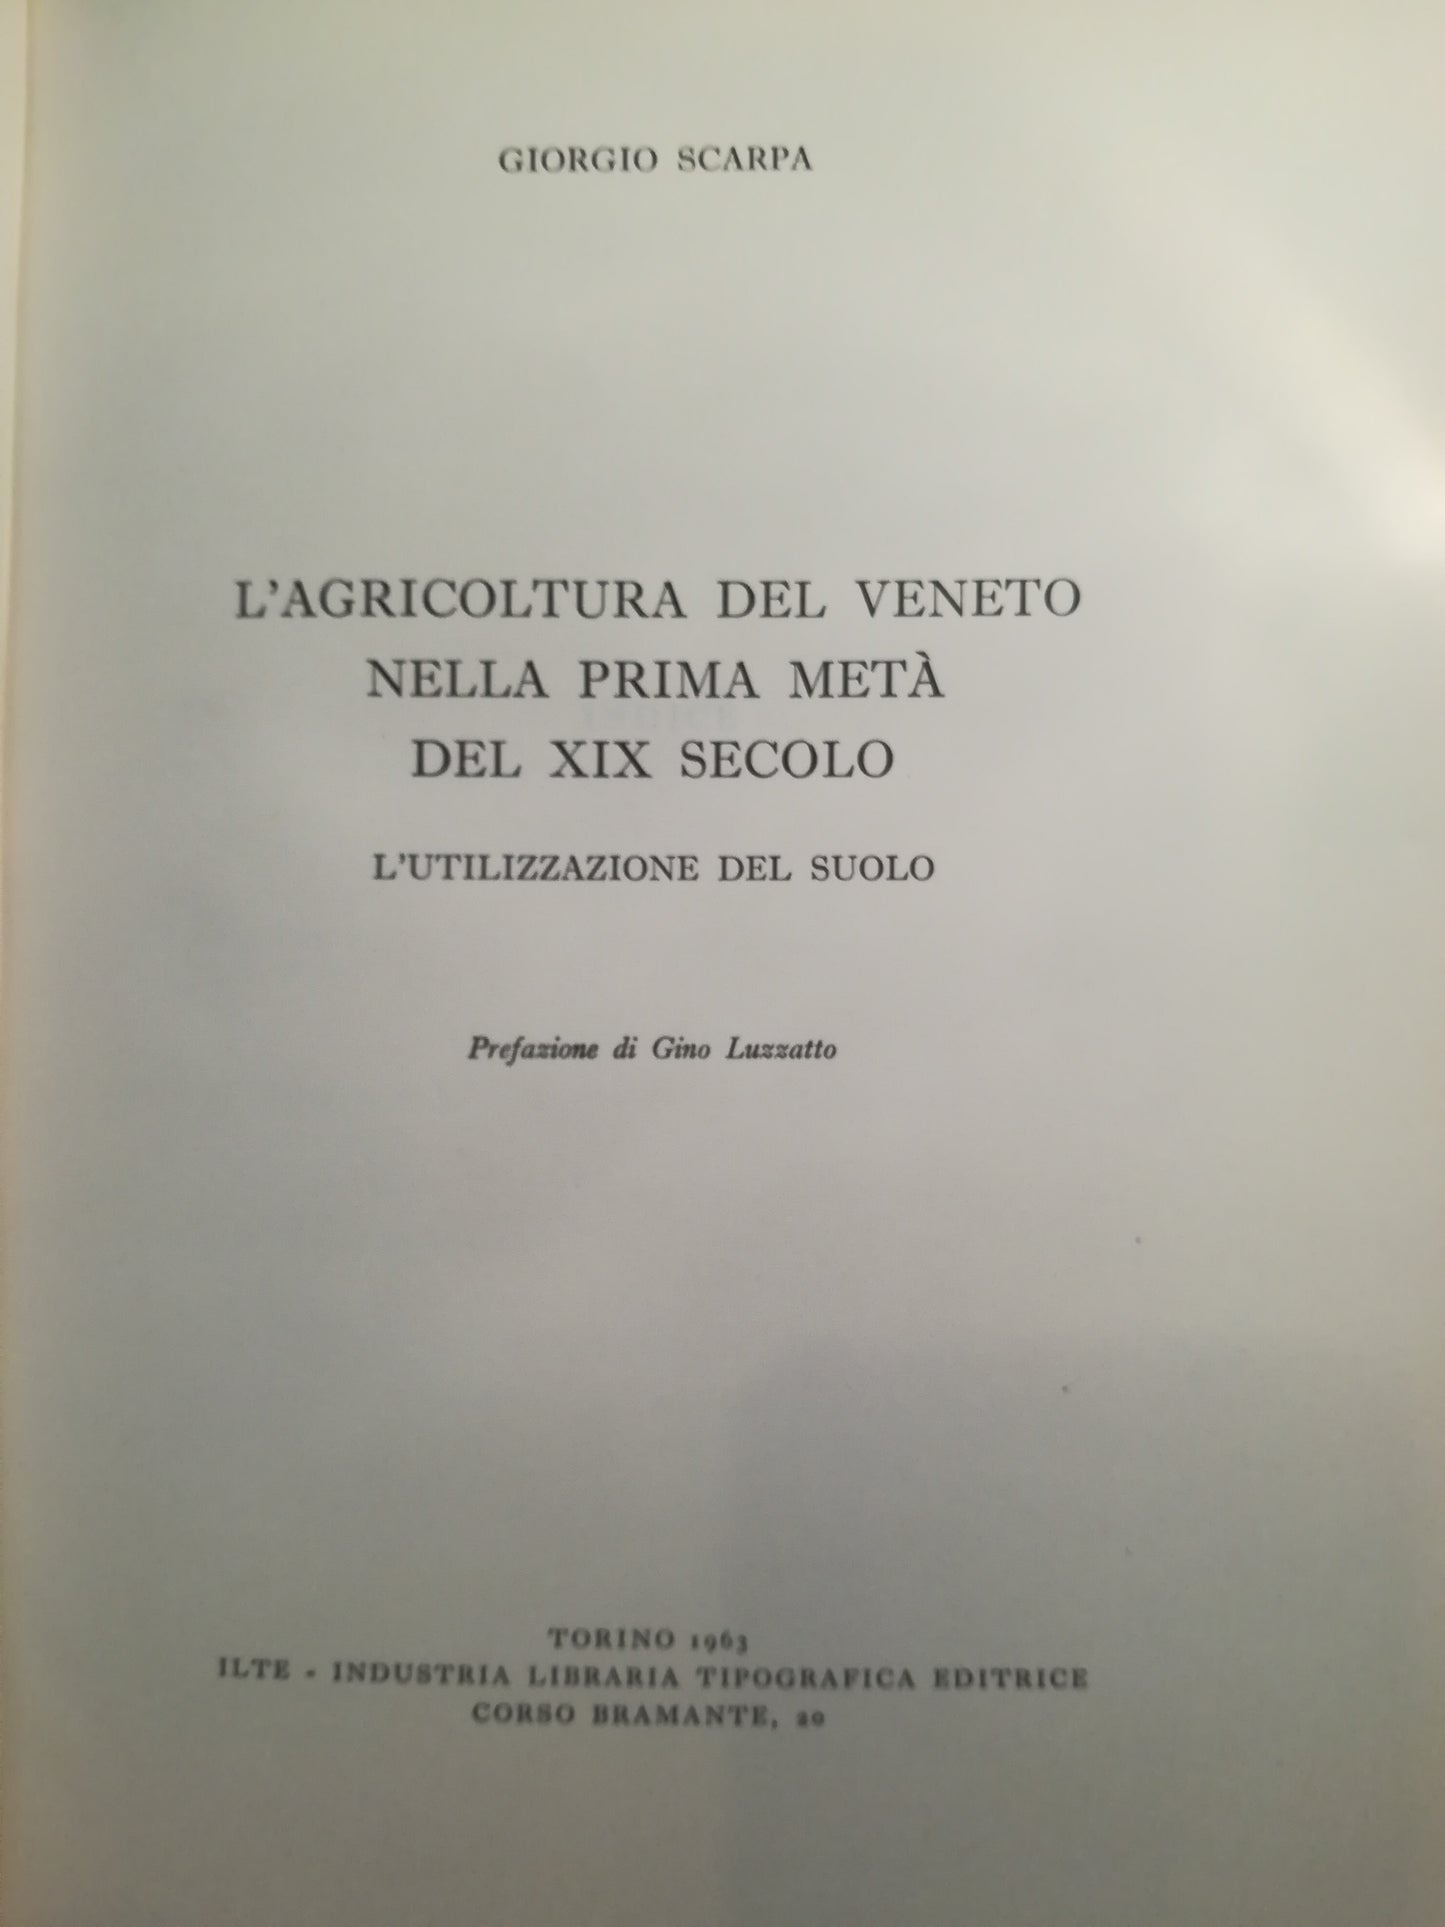 GIORGIO SCARPA
L'AGRICOLTURA DEL VENETO
NELLA PRIMA METÀ
DEL XIX SECOLO
L'UTILIZZAZIONE DEL SUOLO
Prefazione di Gino Luzzatto
TORINO 1963
ILTE - INDUSTRIA LIBRARIA TIPOGRAFICA EDITRICE
CORSO BRAMANTE, 20